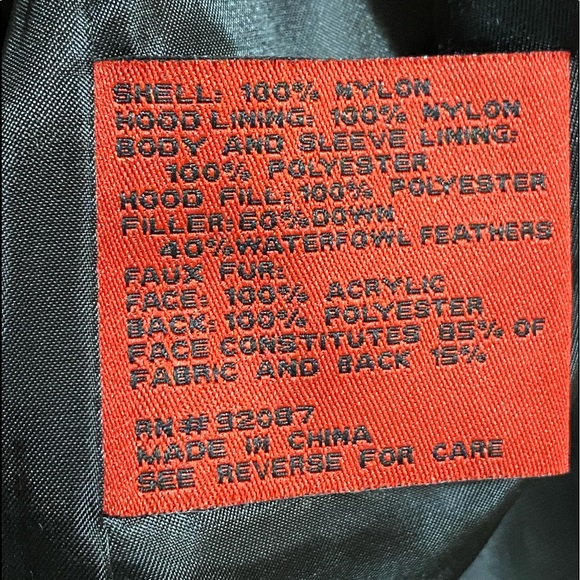 SHELL: 100% NYLON
HOOD LINING: 100% NYLON
BODY AND SLEEVE LINING:
100% POLYESTER
HOOD FILL: 100% POLYESTER
FILLER: 60% DOWN
40% WATERFOWL FEATHERS
FAUX FUR:
FACE: 100% ACRYLIC
BACK: 100% POLYESTER
FACE CONSTITUTES 85% OF
FABRIC AND BACK 15%
RN# 92087
MADE IN CHINA
SEE REVERSE FOR CARE